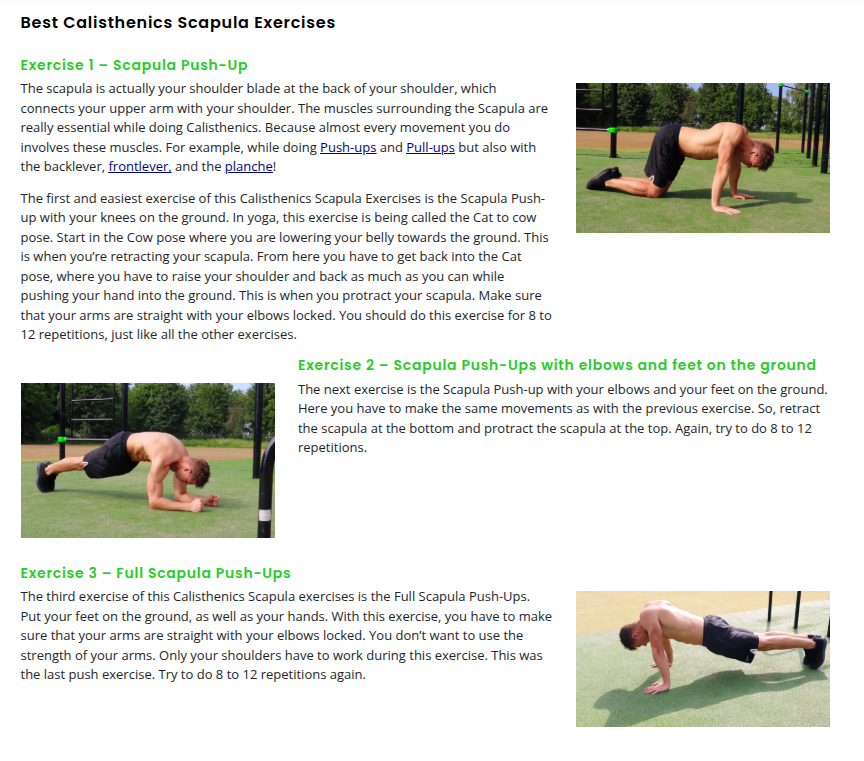 Best Calisthenics Scapula Exercises
Exercise 1 – Scapula Push-Up
The scapula is actually your shoulder blade at the back of your shoulder, which
connects your upper arm with your shoulder. The muscles surrounding the Scapula are
really essential while doing Calisthenics. Because almost every movement you do
involves these muscles. For example, while doing Push-ups and Pull-ups but also with
the backlever, frontlever, and the planche!
The first and easiest exercise of this Calisthenics Scapula Exercises is the Scapula Push-
up with your knees on the ground. In yoga, this exercise is being called the Cat to cow
pose. Start in the Cow pose where you are lowering your belly towards the ground. This
is when you’re retracting your scapula. From here you have to get back into the Cat
pose, where you have to raise your shoulder and back as much as you can while
pushing your hand into the ground. This is when you protract your scapula. Make sure
that your arms are straight with your elbows locked. You should do this exercise for 8 to
12 repetitions, just like all the other exercises.
Exercise 2 – Scapula Push-Ups with elbows and feet on the ground
The next exercise is the Scapula Push-up with your elbows and your feet on the ground.
Here you have to make the same movements as with the previous exercise. So, retract
the scapula at the bottom and protract the scapula at the top. Again, try to do 8 to 12
repetitions.
Exercise 3 – Full Scapula Push-Ups
The third exercise of this Calisthenics Scapula exercises is the Full Scapula Push-Ups.
Put your feet on the ground, as well as your hands. With this exercise, you have to make
sure that your arms are straight with your elbows locked. You don’t want to use the
strength of your arms. Only your shoulders have to work during this exercise. This was
the last push exercise. Try to do 8 to 12 repetitions again.